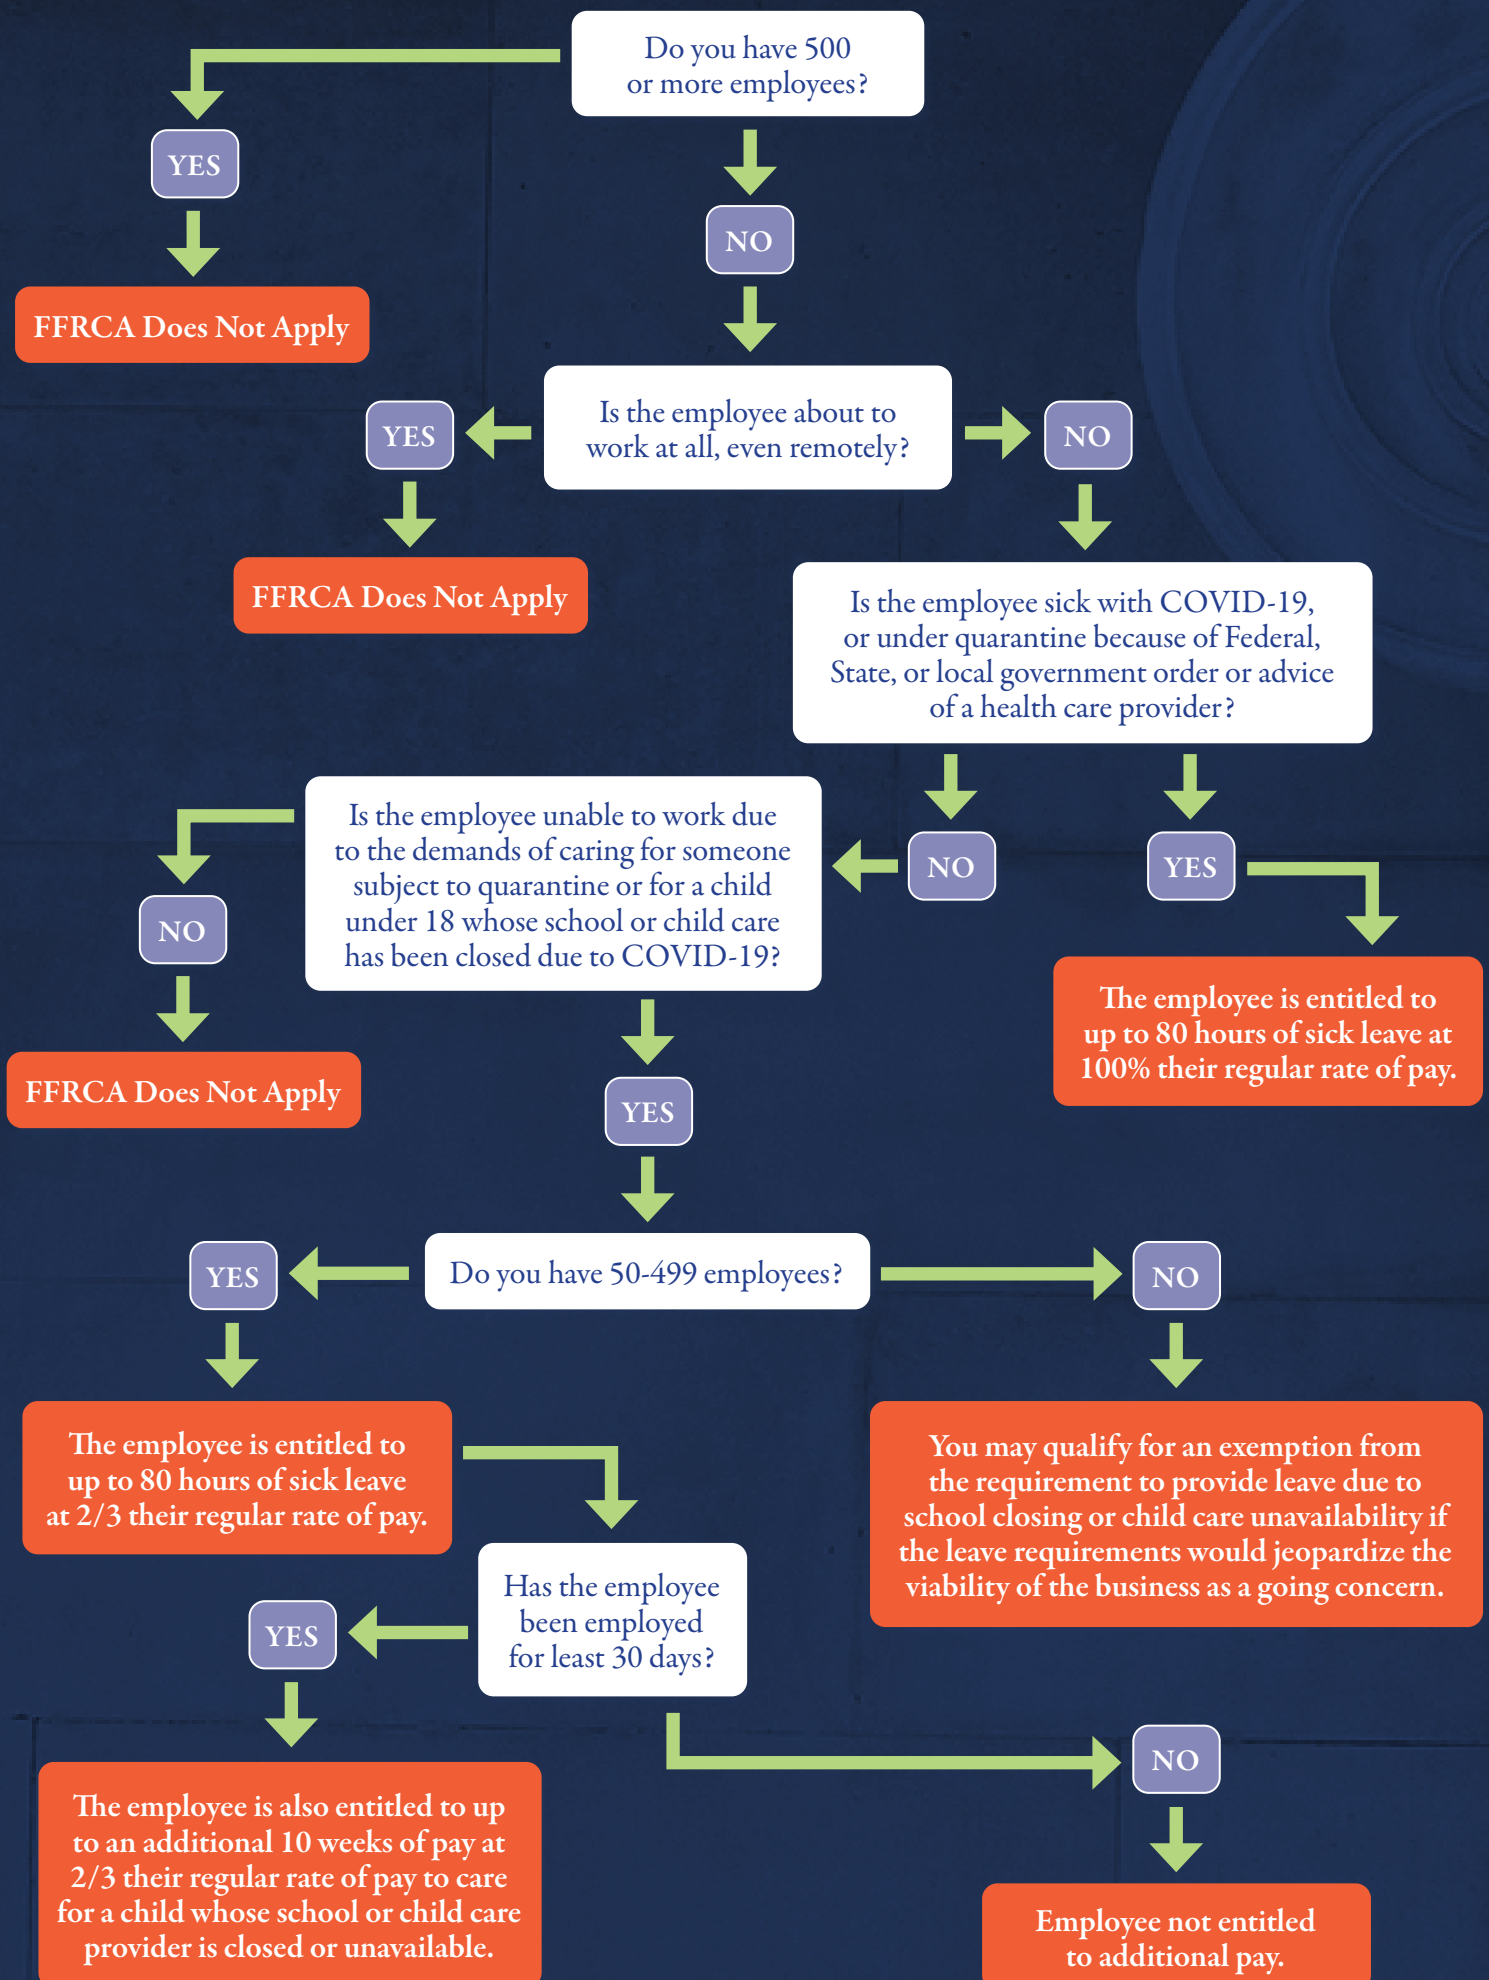 Do you have 500
or more employees?
YES
NO
FFRCA Does Not Apply
Is the employee about to
work at all, even remotely?
YES
NO
FFRCA Does Not Apply
Is the employee sick with COVID-19,
or under quarantine because of Federal,
State, or local government order or advice
of a health care provider?
NO
YES
Is the employee unable to work due
to the demands of caring for someone
subject to quarantine or for a child
under 18 whose school or child care
has been closed due to COVID-19?
NO
FFRCA Does Not Apply
The employee is entitled to
up to 80 hours of sick leave at
100% their regular rate of pay.
YES
Do you have 50-499 employees?
YES
NO
The employee is entitled to
up to 80 hours of sick leave
at 2/3 their regular rate of pay.
You may qualify for an exemption from
the requirement to provide leave due to
school closing or child care unavailability if
the leave requirements would jeopardize the
viability of the business as a going concern.
Has the employee
been employed
for least 30 days?
YES
NO
The employee is also entitled to up
to an additional 10 weeks of pay at
2/3 their regular rate of pay to care
for a child whose school or child care
provider is closed or unavailable.
Employee not entitled
to additional pay.